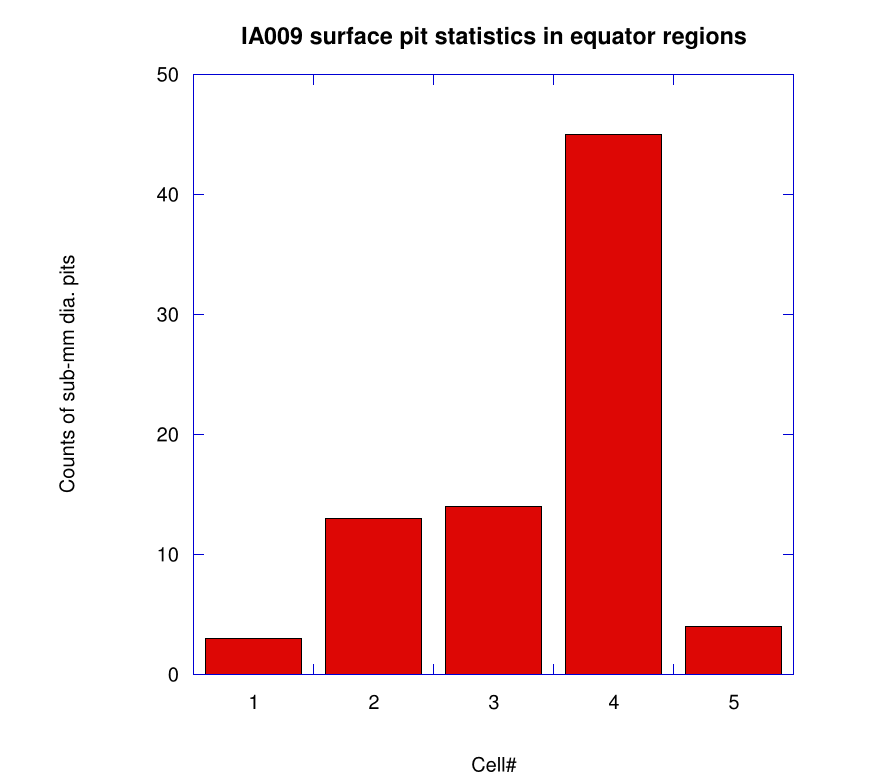 IA009 surface pit statistics in equator regions
50
40
30
20
10
0
Counts of sub-mm dia. pits
1 2 3 4 5
Cell#